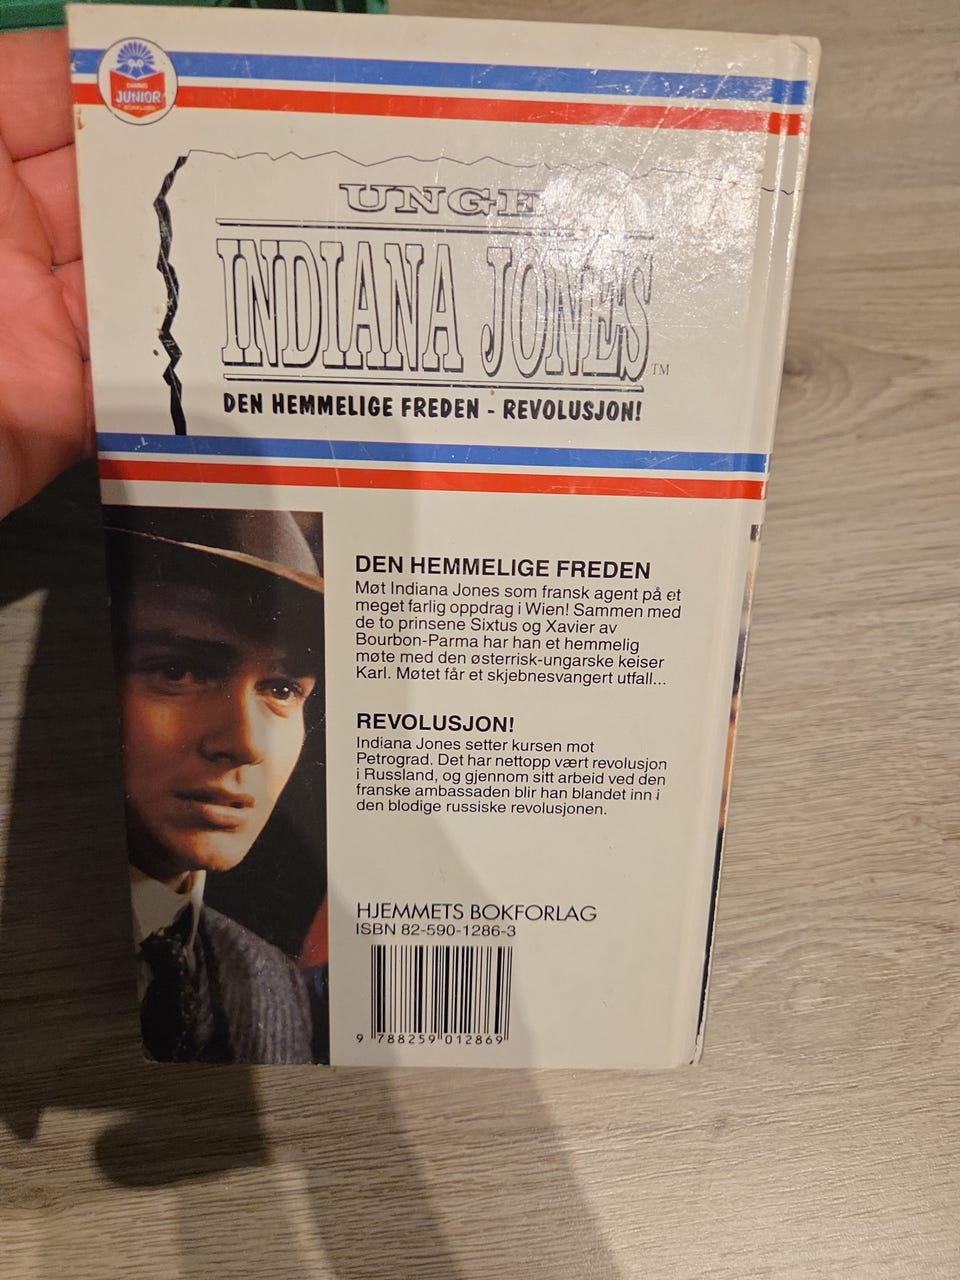 JUNIOR
UNGE
INDIANA JONES™
DEN HEMMELIGE FREDEN - REVOLUSJON!
DEN HEMMELIGE FREDEN
Møt Indiana Jones som fransk agent på et
meget farlig oppdrag i Wien! Sammen med
de to prinsene Sixtus og Xavier av
Bourbon-Parma har han et hemmelig
møte med den østerrisk-ungarske keiser
Karl. Møtet får et skjebnesvangert utfall...
REVOLUSJON!
Indiana Jones setter kursen mot
Petrograd. Det har nettopp vært revolusjon
i Russland, og gjennom sitt arbeid ved den
franske ambassaden blir han blandet inn i
den blodige russiske revolusjonen.
HJEMMETS BOKFORLAG
ISBN 82-590-1286-3
9 788259 012869